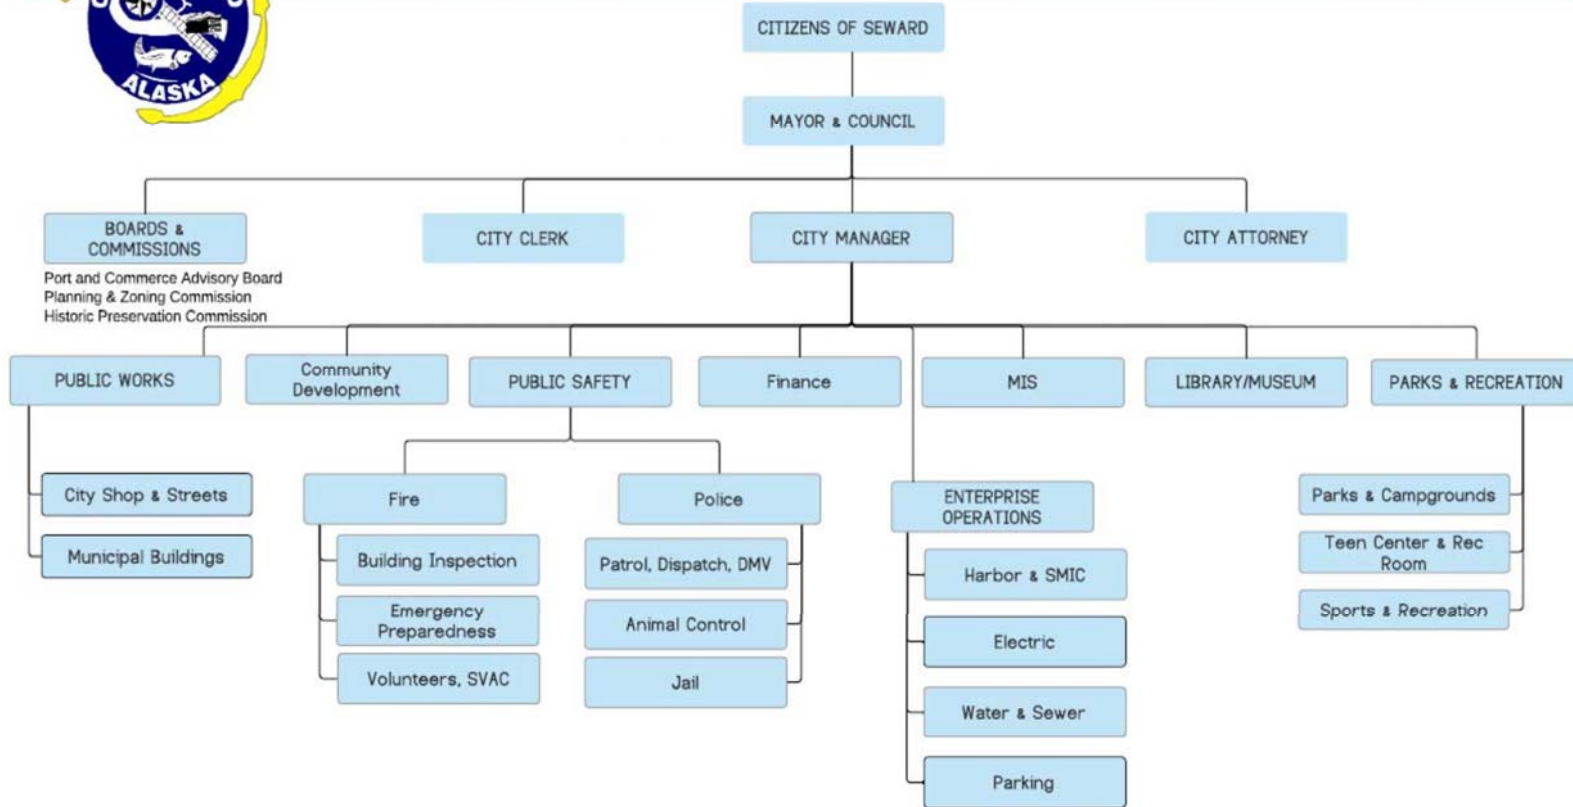 ALASKA
CITIZENS OF SEWARD
MAYOR & COUNCIL
BOARDS &
COMMISSIONS
CITY CLERK
CITY MANAGER
CITY ATTORNEY
Port and Commerce Advisory Board
Planning & Zoning Commission
Historic Preservation Commission
PUBLIC WORKS
Community
Development
PUBLIC SAFETY
Finance
MIS
LIBRARY/MUSEUM
PARKS & RECREATION
City Shop & Streets
Municipal Buildings
Fire
Building Inspection
Emergency
Preparedness
Volunteers, SVAC
Police
Patrol, Dispatch, DMV
Animal Control
Jail
ENTERPRISE
OPERATIONS
Harbor & SMIC
Electric
Water & Sewer
Parking
Parks & Campgrounds
Teen Center & Rec
Room
Sports & Recreation